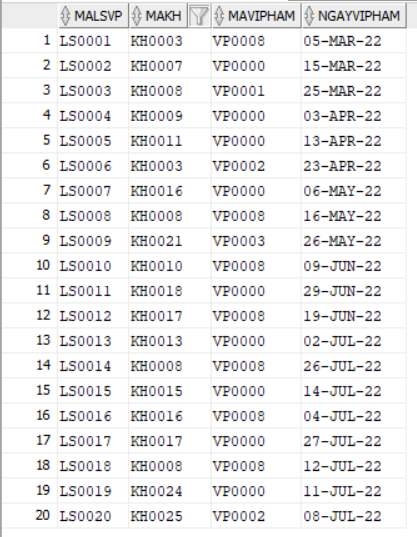 MALSVP MAKH MAVIPHAM NGAYVIPHAM
1 LS0001 KH0003 VP0008 05-MAR-22
2 LS0002 KH0007 VP0000 15-MAR-22
3 LS0003 KH0008 VP0001 25-MAR-22
4 LS0004 KH0009 VP0000 03-APR-22
5 LS0005 KH0011 VP0000 13-APR-22
6 LS0006 KH0003 VP0002 23-APR-22
7 LS0007 KH0016 VP0000 06-MAY-22
8 LS0008 KH0008 VP0008 16-MAY-22
9 LS0009 KH0021 VP0003 26-MAY-22
10 LS0010 KH0010 VP0008 09-JUN-22
11 LS0011 KH0018 VP0000 29-JUN-22
12 LS0012 KH0017 VP0008 19-JUN-22
13 LS0013 KH0013 VP0000 02-JUL-22
14 LS0014 KH0008 VP0008 26-JUL-22
15 LS0015 KH0015 VP0000 14-JUL-22
16 LS0016 KH0016 VP0008 04-JUL-22
17 LS0017 KH0017 VP0000 27-JUL-22
18 LS0018 KH0008 VP0008 12-JUL-22
19 LS0019 KH0024 VP0000 11-JUL-22
20 LS0020 KH0025 VP0002 08-JUL-22